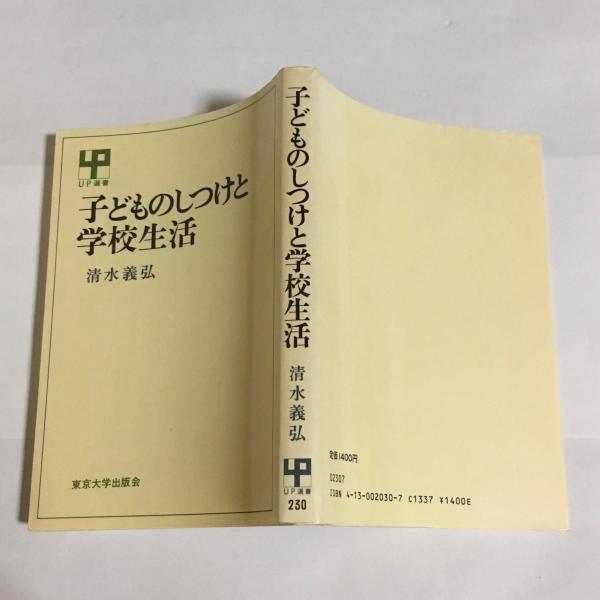 UP選書
子どものしつけと
学校生活
清水義弘
東京大学出版会
子どものしつけと学校生活
清水義弘
UP選書
230
定価1400円
02307
ISBN 4-13-002030-7 C1337 ¥1400E